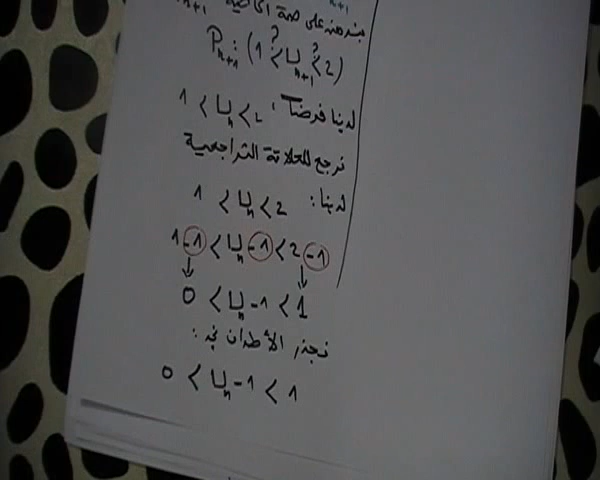 نبرهن على صحة الخاصية P_{n+1}
P_{n+1}: (1 <? U_{n+1} <? 2)
لدينا فرضا: 1 < U_n < 2
نرجع للعلاقة التراجعية
لدينا: 1 < U_n < 2
1-1 < U_n -1 < 2 -1
0 < U_n -1 < 1
نجذر الأطراف نجد:
0 < U_n -1 < 1